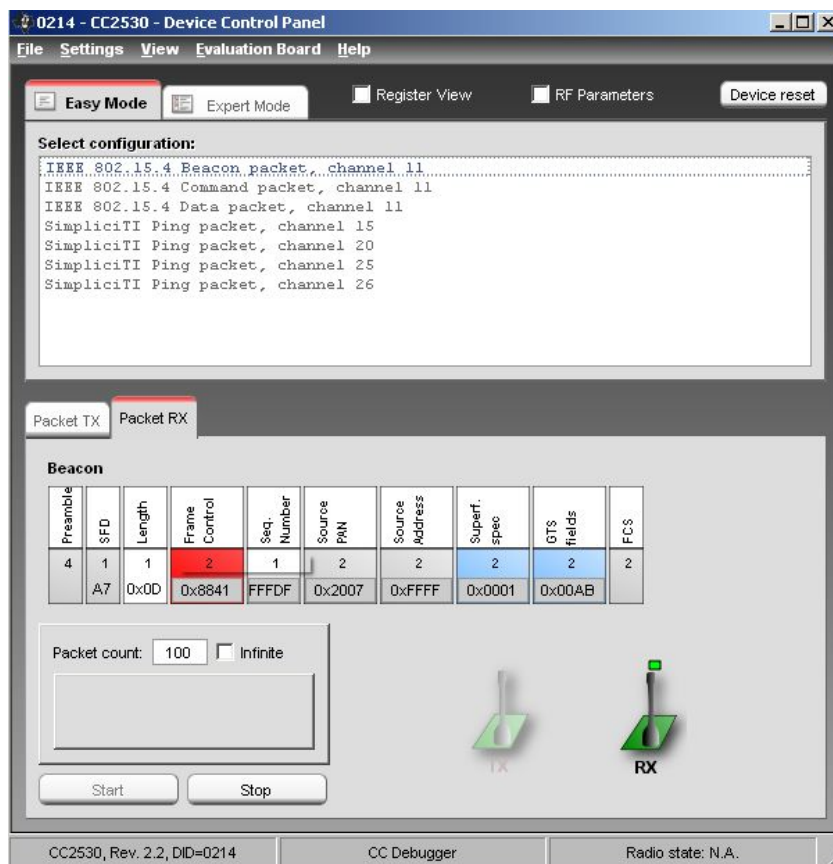 0214 - CC2530 - Device Control Panel
File Settings View Evaluation Board Help
Easy Mode Expert Mode Register View RF Parameters Device reset
Select configuration:
IEEE 802.15.4 Beacon packet, channel 11
IEEE 802.15.4 Command packet, channel 11
IEEE 802.15.4 Data packet, channel 11
SimpliciTI Ping packet, channel 15
SimpliciTI Ping packet, channel 20
SimpliciTI Ping packet, channel 25
SimpliciTI Ping packet, channel 26
Packet TX Packet RX
Beacon
Preamble SFD Length Frame Control Seq. Number Source PAN Source Address Superf. spec GTS fields FCS
4 1 1 2 1 2 2 2 2 2
A7 0x0D 0x8841 FFFDF 0x2007 0xFFFF 0x0001 0x00AB
Packet count: 100 Infinite
TX RX
Start Stop
CC2530, Rev. 2.2, DID=0214 CC Debugger Radio state: N.A.